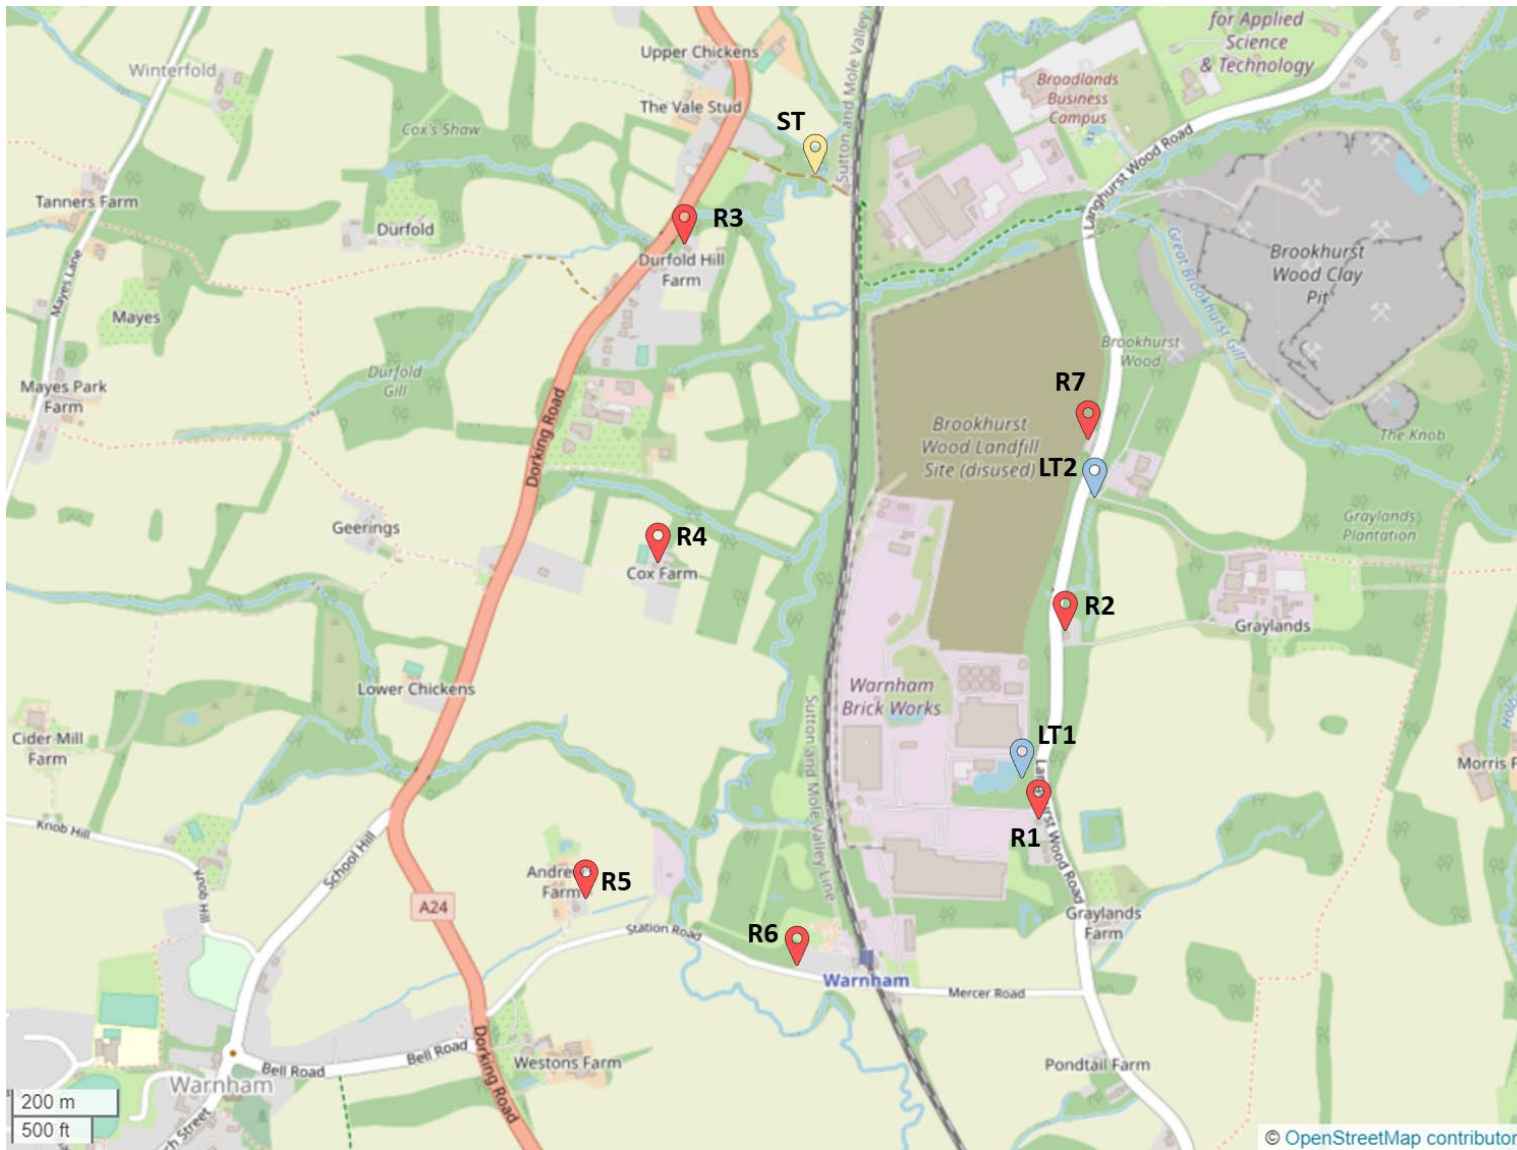 for Applied
Science
& Technology
Upper Chickens
Winterfold
Broadlands
Business
Campus
The Vale Stud
Cox's Shaw
ST
Sutton and Mole Valley
Langhurst Wood Road
Tanners Farm
R3
Durfold
Durfold Hill
Farm
Brookhurst
Wood Clay
Pit
Great Brookhurst Gill
Mayes Lane
Mayes
Brookhurst
Wood
Durfold
Gill
Mayes Park
Farm
R7
Brookhurst
Wood Landfill
Site (disused)
The Knob
Dorking Road
LT2
Geerings
Graylands
Plantation
R4
Cox Farm
R2
Graylands
Lower Chickens
Warnham
Brick Works
Sutton and Mole Valley Line
Cider Mill
Farm
LT1
Morris F
Knob Hill
School Hill
Knob Hill
R1
Wood Road
Farm
R5
A24
Graylands
Farm
Station Road
R6
Warnham
Mercer Road
Dorking Road
Bell Road
Bell Road
Westons Farm
Pondtail Farm
Warnham
200 m
500 ft
© OpenStreetMap contributor